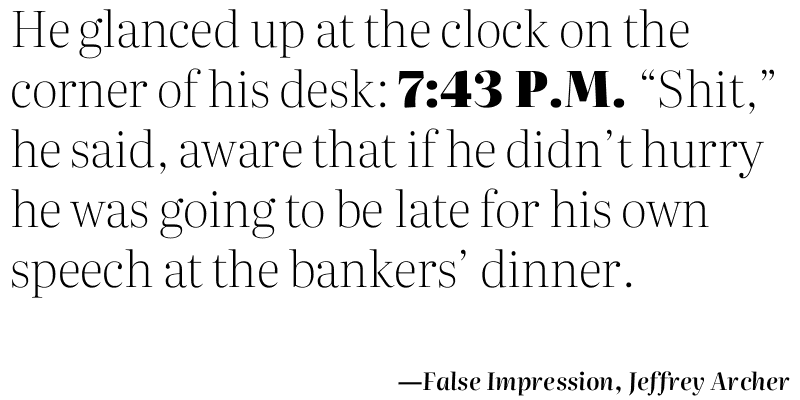 He glanced up at the clock on the
corner of his desk: 7:43 P.M. “Shit,”
he said, aware that if he didn’t hurry
he was going to be late for his own
speech at the bankers’ dinner.
—False Impression, Jeffrey Archer